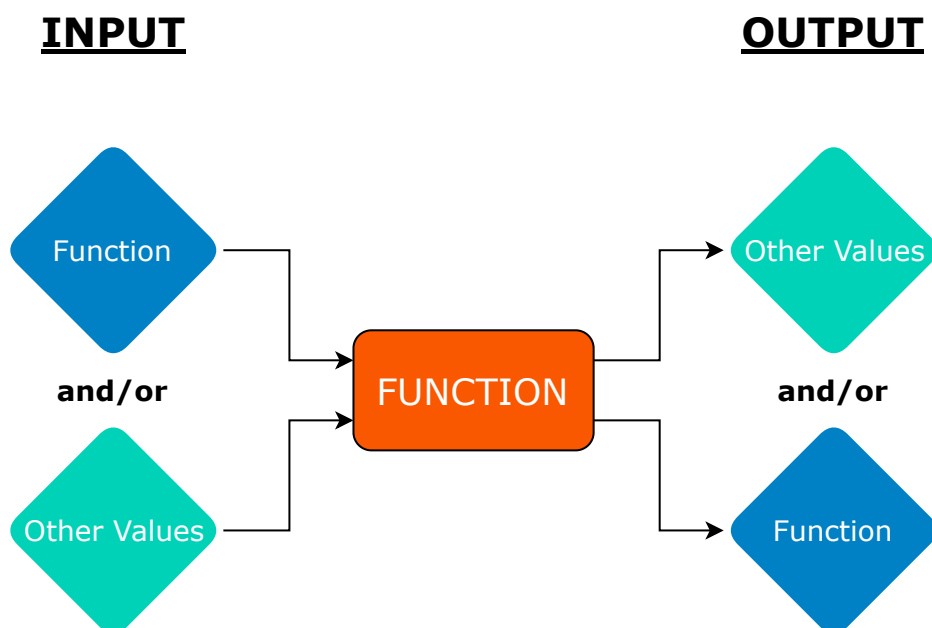 INPUT
OUTPUT
Function
Other Values
and/or
FUNCTION
and/or
Other Values
Function